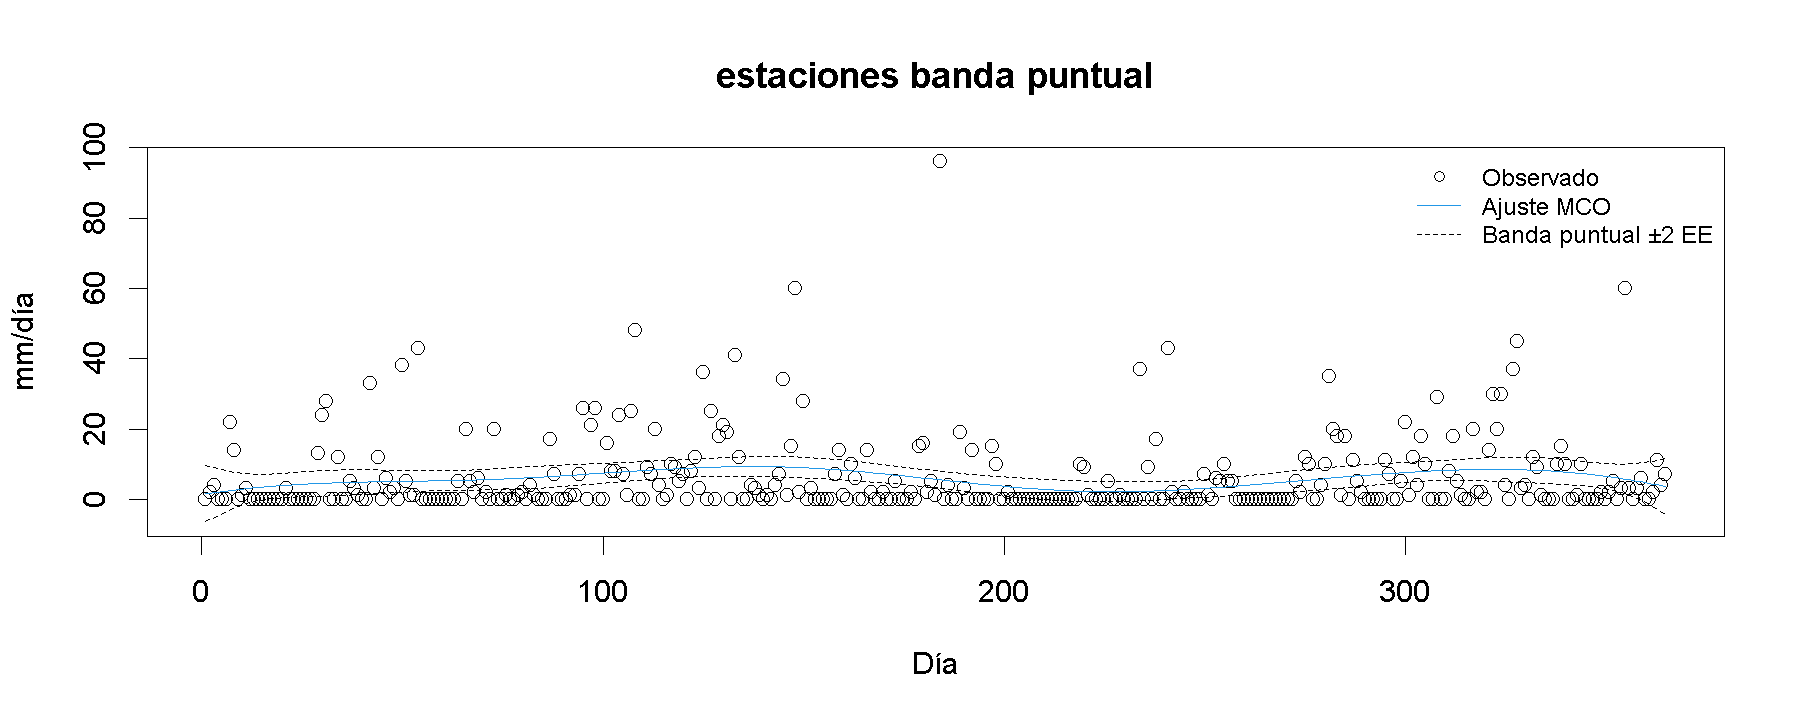 estaciones banda puntual
mm/día
100
80
60
40
20
0
Observado
Ajuste MCO
Banda puntual ±2 EE
0 100 200 300
Día